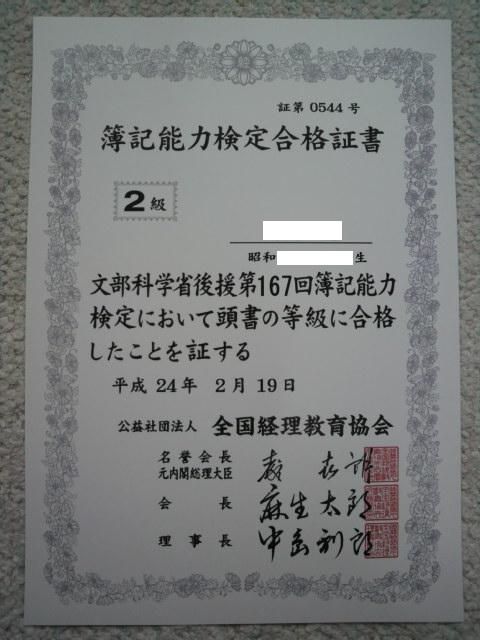 証第 0544 号
簿記能力検定合格証書
2級
昭和 生
文部科学省後援第167回簿記能力
検定において頭書の等級に合格
したことを証する
平成 24年 2月 19日
公益社団法人 全国経理教育協会
名誉会長
元内閣総理大臣
会長 麻生太郎
理事長